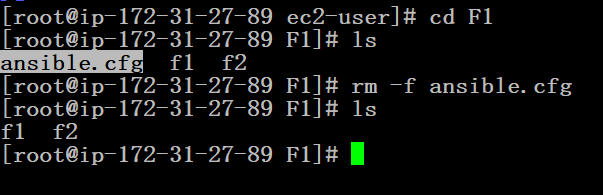 [root@ip-172-31-27-89 ec2-user]# cd F1
[root@ip-172-31-27-89 F1]# ls
ansible.cfg  f1  f2
[root@ip-172-31-27-89 F1]# rm -f ansible.cfg
[root@ip-172-31-27-89 F1]# ls
f1  f2
[root@ip-172-31-27-89 F1]#